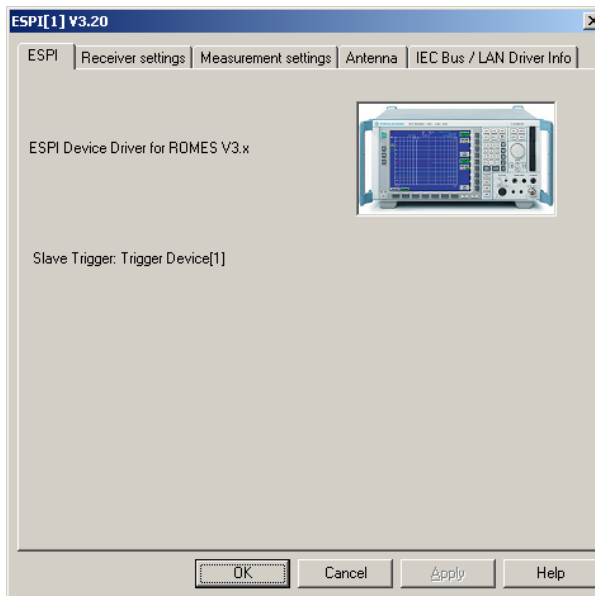 ESPI[1] V3.20
ESPI Receiver settings Measurement settings Antenna IEC Bus / LAN Driver Info
ESPI Device Driver for ROMES V3.x
Slave Trigger: Trigger Device[1]
OK Cancel Apply Help